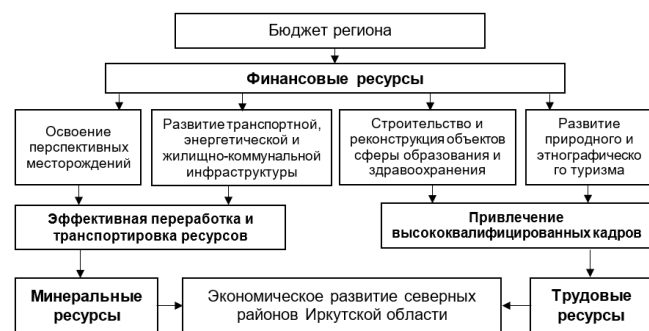 Бюджет региона
Финансовые ресурсы
Освоение
перспективных
месторождений
Развитие транспортной,
энергетической и
жилищно-коммунальной
инфраструктуры
Строительство и
реконструкция объектов
сферы образования и
здравоохранения
Развитие
природного и
этнографическо
го туризма
Эффективная переработка и
транспортировка ресурсов
Привлечение
высококвалифицированных кадров
Минеральные
ресурсы
Экономическое развитие северных
районов Иркутской области
Трудовые
ресурсы